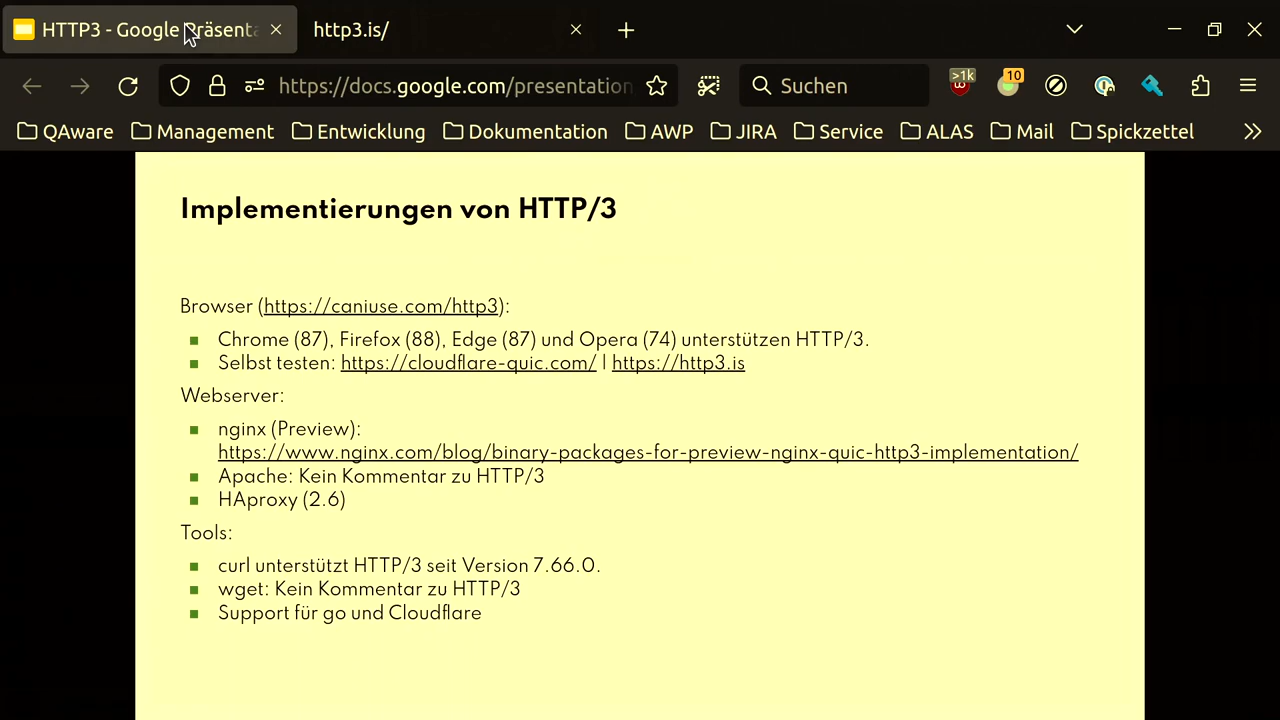 HTTP3 - Google Präsenta
http3.is/
https://docs.google.com/presentation
Suchen
>1k
10
QAware
Management
Entwicklung
Dokumentation
AWP
JIRA
Service
ALAS
Mail
Spickzettel
Implementierungen von HTTP/3
Browser (https://caniuse.com/http3):
Chrome (87), Firefox (88), Edge (87) und Opera (74) unterstützen HTTP/3.
Selbst testen: https://cloudflare-quic.com/ | https://http3.is
Webserver:
nginx (Preview):
https://www.nginx.com/blog/binary-packages-for-preview-nginx-quic-http3-implementation/
Apache: Kein Kommentar zu HTTP/3
HAproxy (2.6)
Tools:
curl unterstützt HTTP/3 seit Version 7.66.0.
wget: Kein Kommentar zu HTTP/3
Support für go und Cloudflare